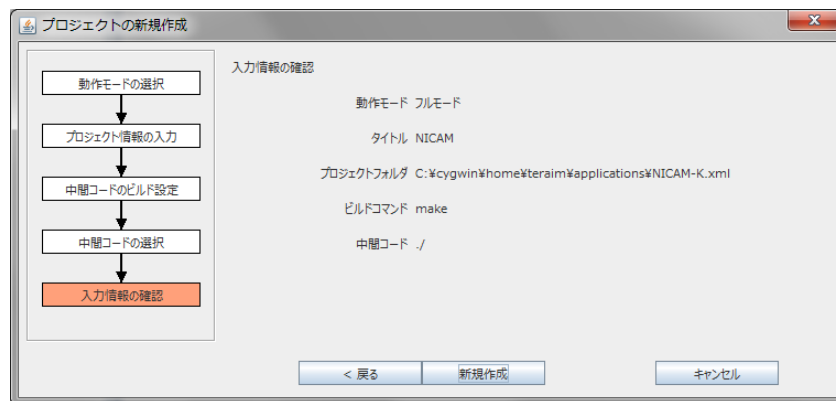 プロジェクトの新規作成
動作モードの選択
プロジェクト情報の入力
中間コードのビルド設定
中間コードの選択
入力情報の確認
入力情報の確認
動作モード フルモード
タイトル NICAM
プロジェクトフォルダ C:¥cygwin¥home¥teraim¥applications¥NICAM-K.xml
ビルドコマンド make
中間コード ./
< 戻る 新規作成 キャンセル